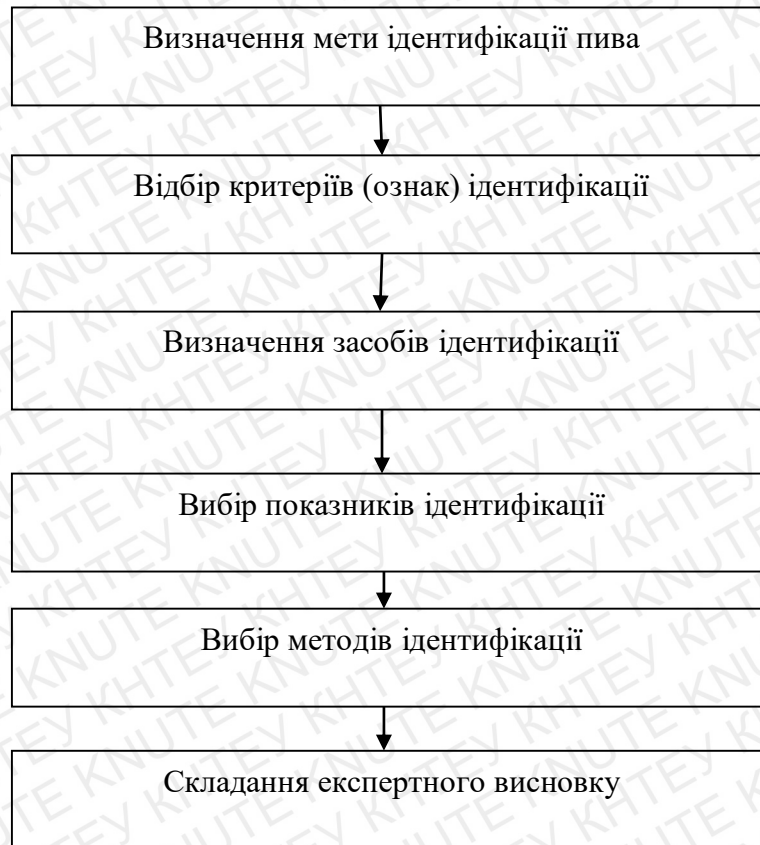 Визначення мети ідентифікації пива
Відбір критеріїв (ознак) ідентифікації
Визначення засобів ідентифікації
Вибір показників ідентифікації
Вибір методів ідентифікації
Складання експертного висновку